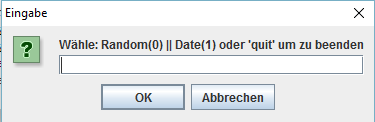 Eingabe
Wähle: Random(0) || Date(1) oder 'quit' um zu beenden
?
OK
Abbrechen